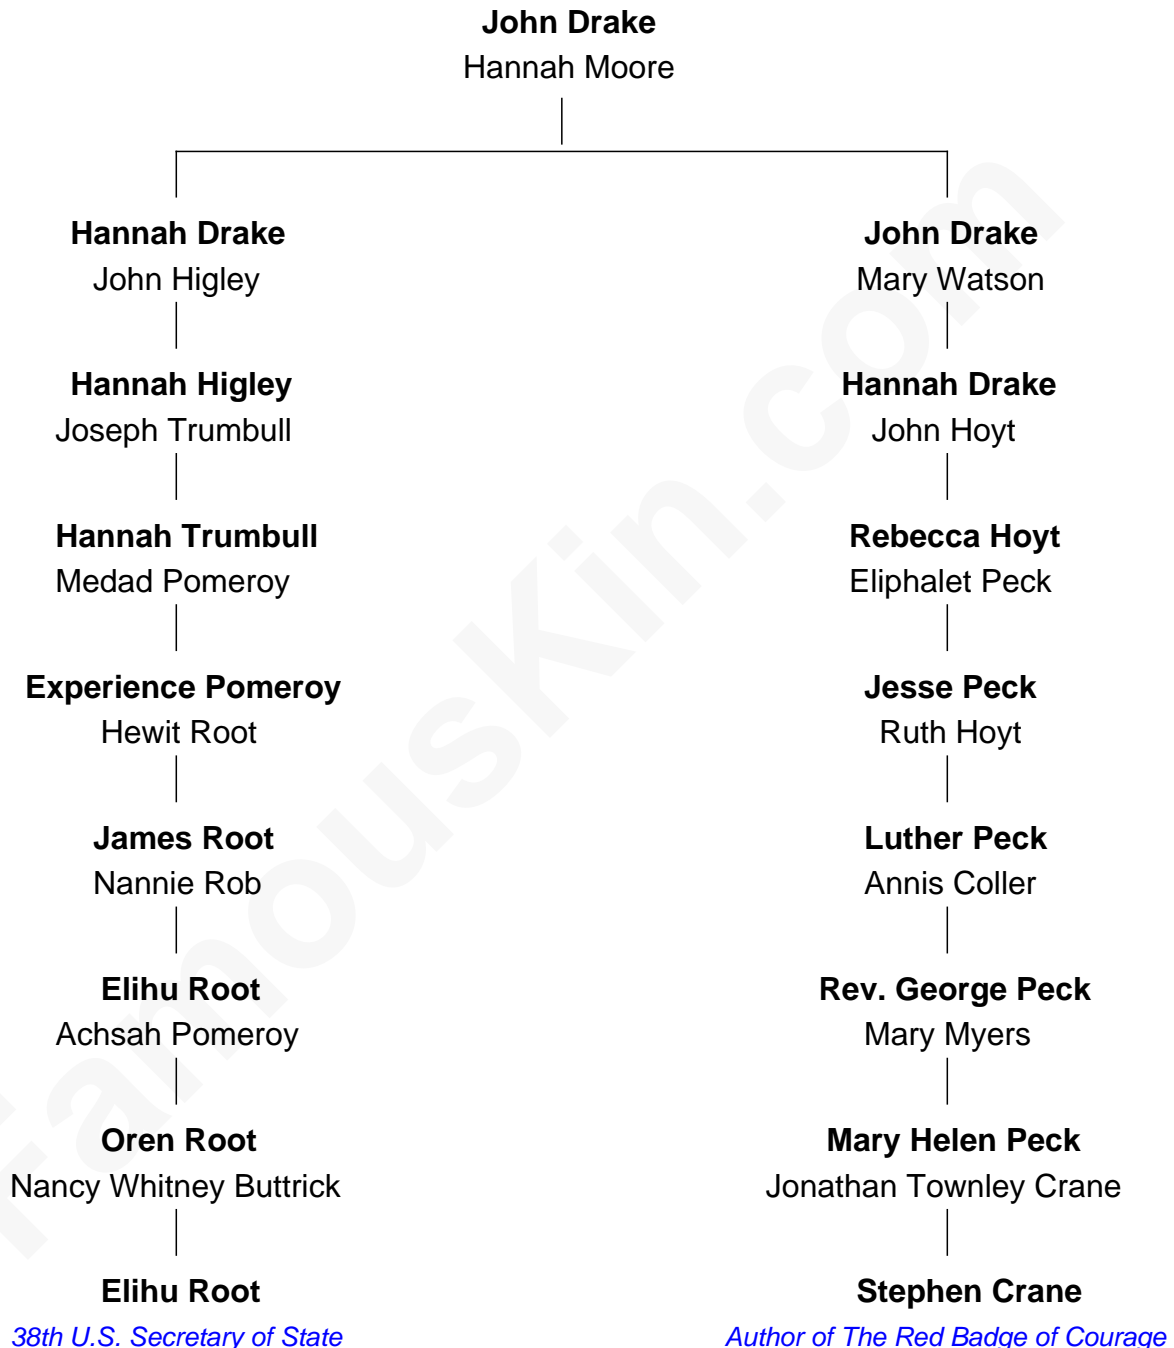 John Drake
Hannah Moore
Hannah Drake
John Higley
John Drake
Mary Watson
Hannah Higley
Joseph Trumbull
Hannah Drake
John Hoyt
Hannah Trumbull
Medad Pomeroy
Rebecca Hoyt
Eliphalet Peck
Experience Pomeroy
Hewit Root
Jesse Peck
Ruth Hoyt
James Root
Nannie Rob
Luther Peck
Annis Coller
Elihu Root
Achsah Pomeroy
Rev. George Peck
Mary Myers
Oren Root
Nancy Whitney Buttrick
Mary Helen Peck
Jonathan Townley Crane
Elihu Root
38th U.S. Secretary of State
Stephen Crane
Author of The Red Badge of Courage
FamousKin.com